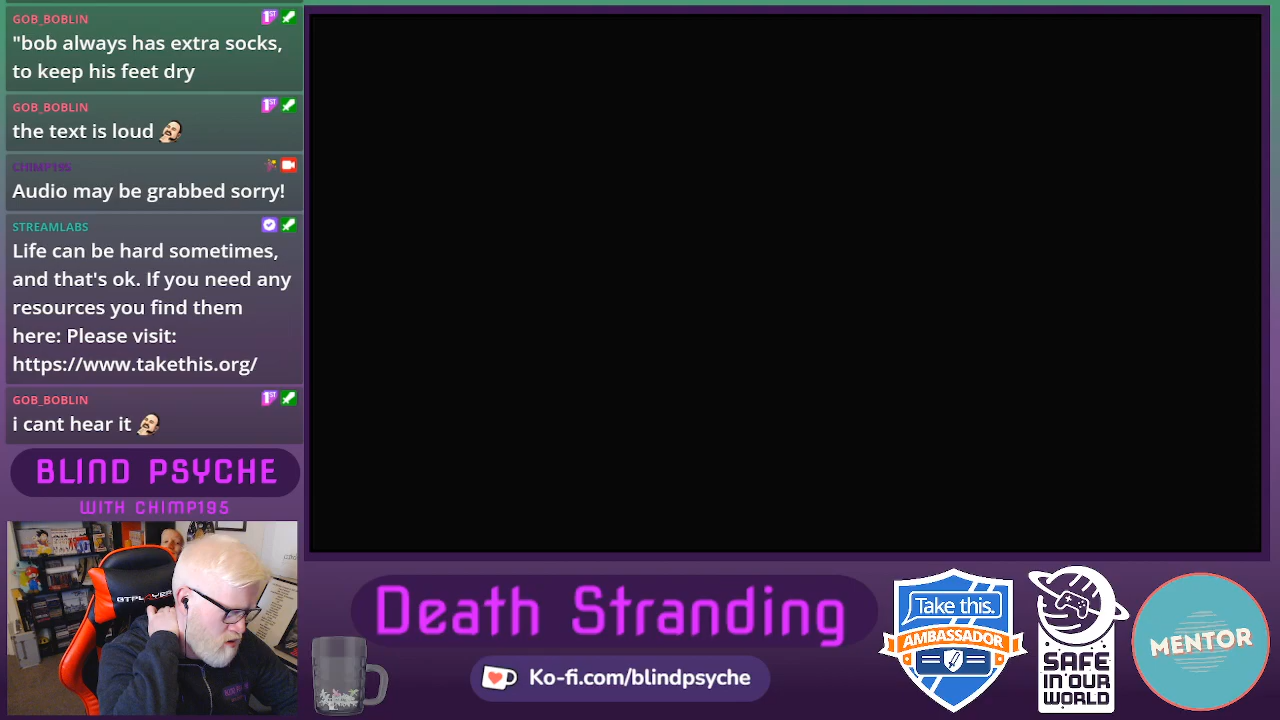 GOB_BOBLIN
"bob always has extra socks,
to keep his feet dry
GOB_BOBLIN
the text is loud
CHIMP195
Audio may be grabbed sorry!
STREAMLABS
Life can be hard sometimes,
and that's ok. If you need any
resources you find them
here: Please visit:
https://www.takethis.org/
GOB_BOBLIN
i cant hear it
BLIND PSYCHE
WITH CHIMP195
GTPLAYER
Death Stranding
Ko-fi.com/blindpsyche
Take this.
AMBASSADOR
SAFE
IN OUR
WORLD
MENTOR